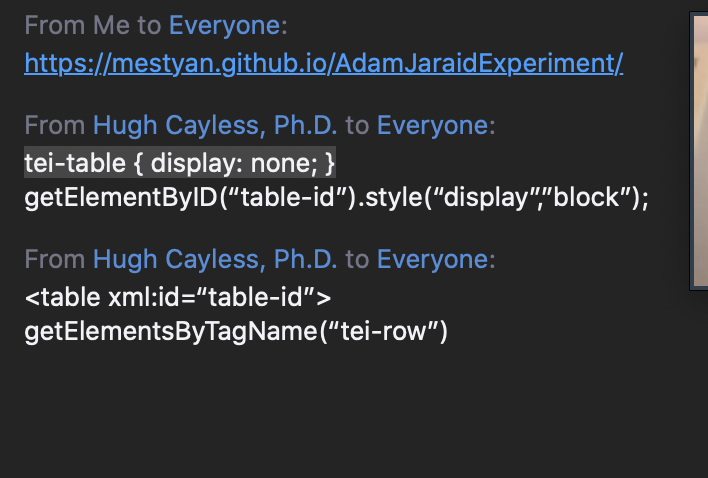 From Me to Everyone:
https://mestyan.github.io/AdamJaraidExperiment/
From Hugh Cayless, Ph.D. to Everyone:
tei-table { display: none; }
getElementByID(“table-id”).style(“display”,”block”);
From Hugh Cayless, Ph.D. to Everyone:
<table xml:id=“table-id”>
getElementsByTagName(“tei-row”)